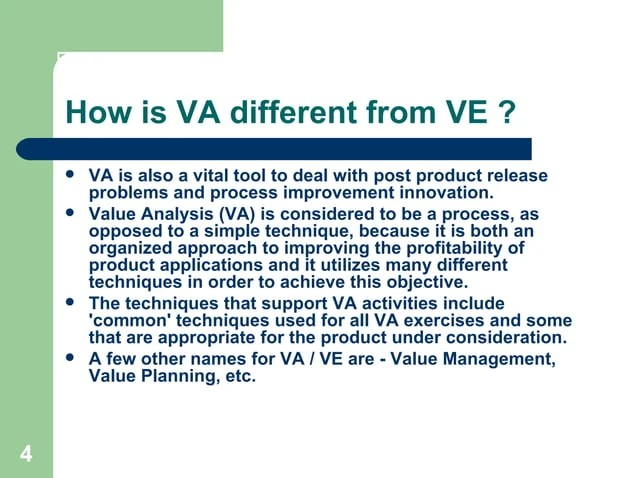 How is VA different from VE ?
VA is also a vital tool to deal with post product release
problems and process improvement innovation.
Value Analysis (VA) is considered to be a process, as
opposed to a simple technique, because it is both an
organized approach to improving the profitability of
product applications and it utilizes many different
techniques in order to achieve this objective.
The techniques that support VA activities include
'common' techniques used for all VA exercises and some
that are appropriate for the product under consideration.
A few other names for VA / VE are - Value Management,
Value Planning, etc.
4